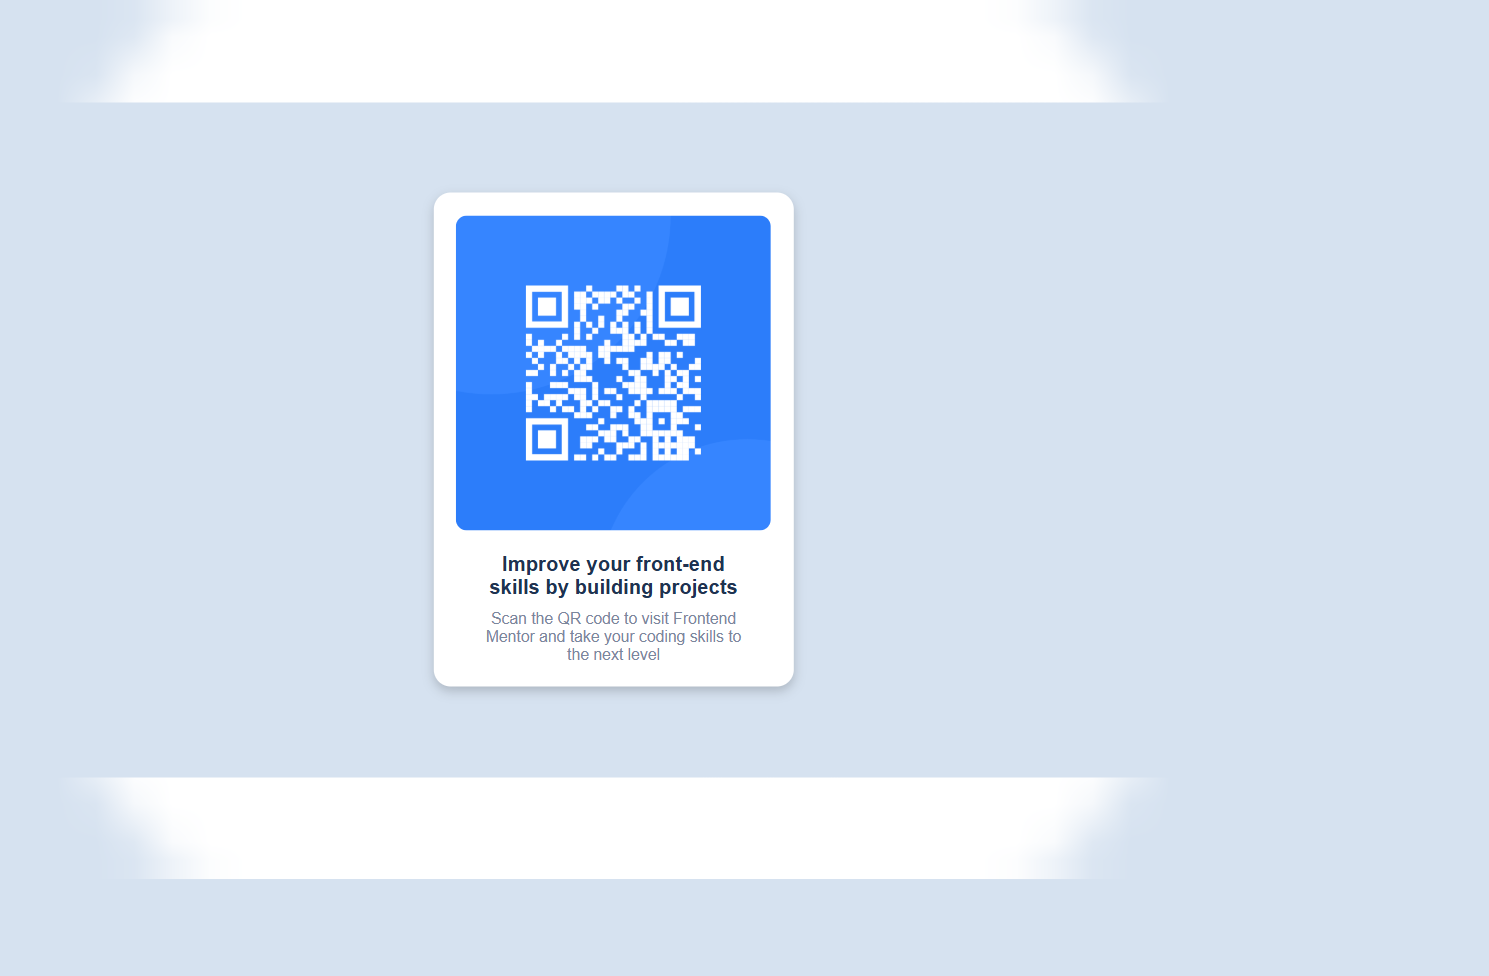 Improve your front-end
skills by building projects
Scan the QR code to visit Frontend
Mentor and take your coding skills to
the next level